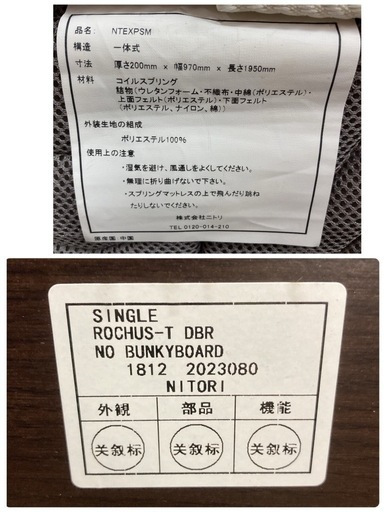 品名: NTEXPSM
構造 一体式
寸法 厚さ200mm × 幅970mm × 長さ1950mm
材料 コイルスプリング
詰物(ウレタンフォーム・不織布・中綿(ポリエステル)・
上面フェルト(ポリエステル)・下面フェルト
(ポリエステル、ナイロン、綿))
外装生地の組成
ポリエステル100%
使用上の注意
・湿気を避け、風通しをよくしてください。
・無理に折り曲げないで下さい。
・スプリングマットレスの上で飛んだり跳ね
たりしないでください。
株式会社ニトリ
TEL 0120-014-210
原産国 中国
SINGLE
ROCHUS-T DBR
NO BUNKYBOARD
1812 2023080
NITORI
外観 部品 機能
关叙标 关叙标 关叙标